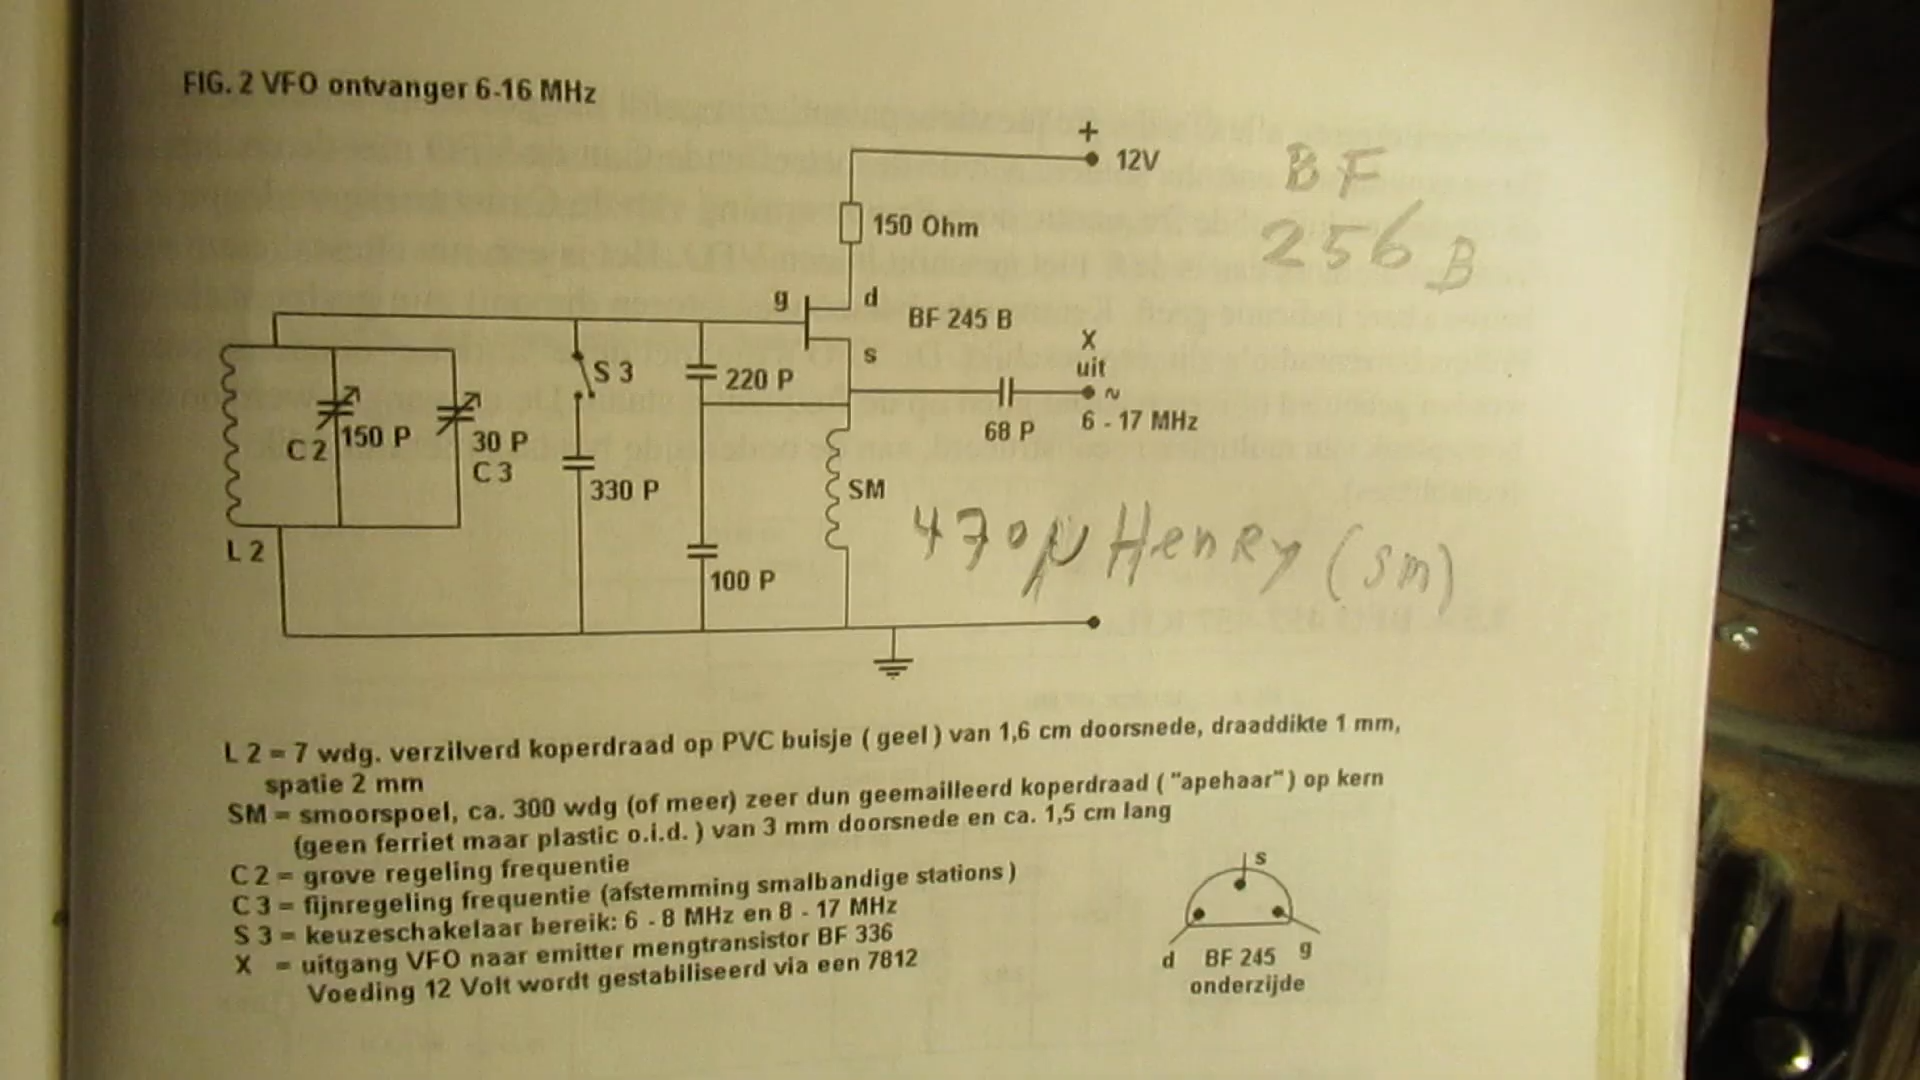 FIG. 2 VFO ontvanger 6-16 MHz
+
12V
BF
256 B
150 Ohm
g
d
BF 245 B
s
X
uit
~
6 - 17 MHz
68 P
S 3
220 P
C 2
150 P
30 P
C 3
330 P
SM
470 µ Henry (sm)
L 2
100 P
L 2 = 7 wdg. verzilverd koperdraad op PVC buisje ( geel ) van 1,6 cm doorsnede, draaddikte 1 mm,
spatie 2 mm
SM = smoorspoel, ca. 300 wdg (of meer) zeer dun geemailleerd koperdraad ( "apehaar" ) op kern
(geen ferriet maar plastic o.i.d. ) van 3 mm doorsnede en ca. 1,5 cm lang
C 2 = grove regeling frequentie
C 3 = fijnregeling frequentie (afstemming smalbandige stations )
S 3 = keuzeschakelaar bereik: 6 - 8 MHz en 8 - 17 MHz
X = uitgang VFO naar emitter mengtransistor BF 336
Voeding 12 Volt wordt gestabiliseerd via een 7812
s
d
BF 245
g
onderzijde